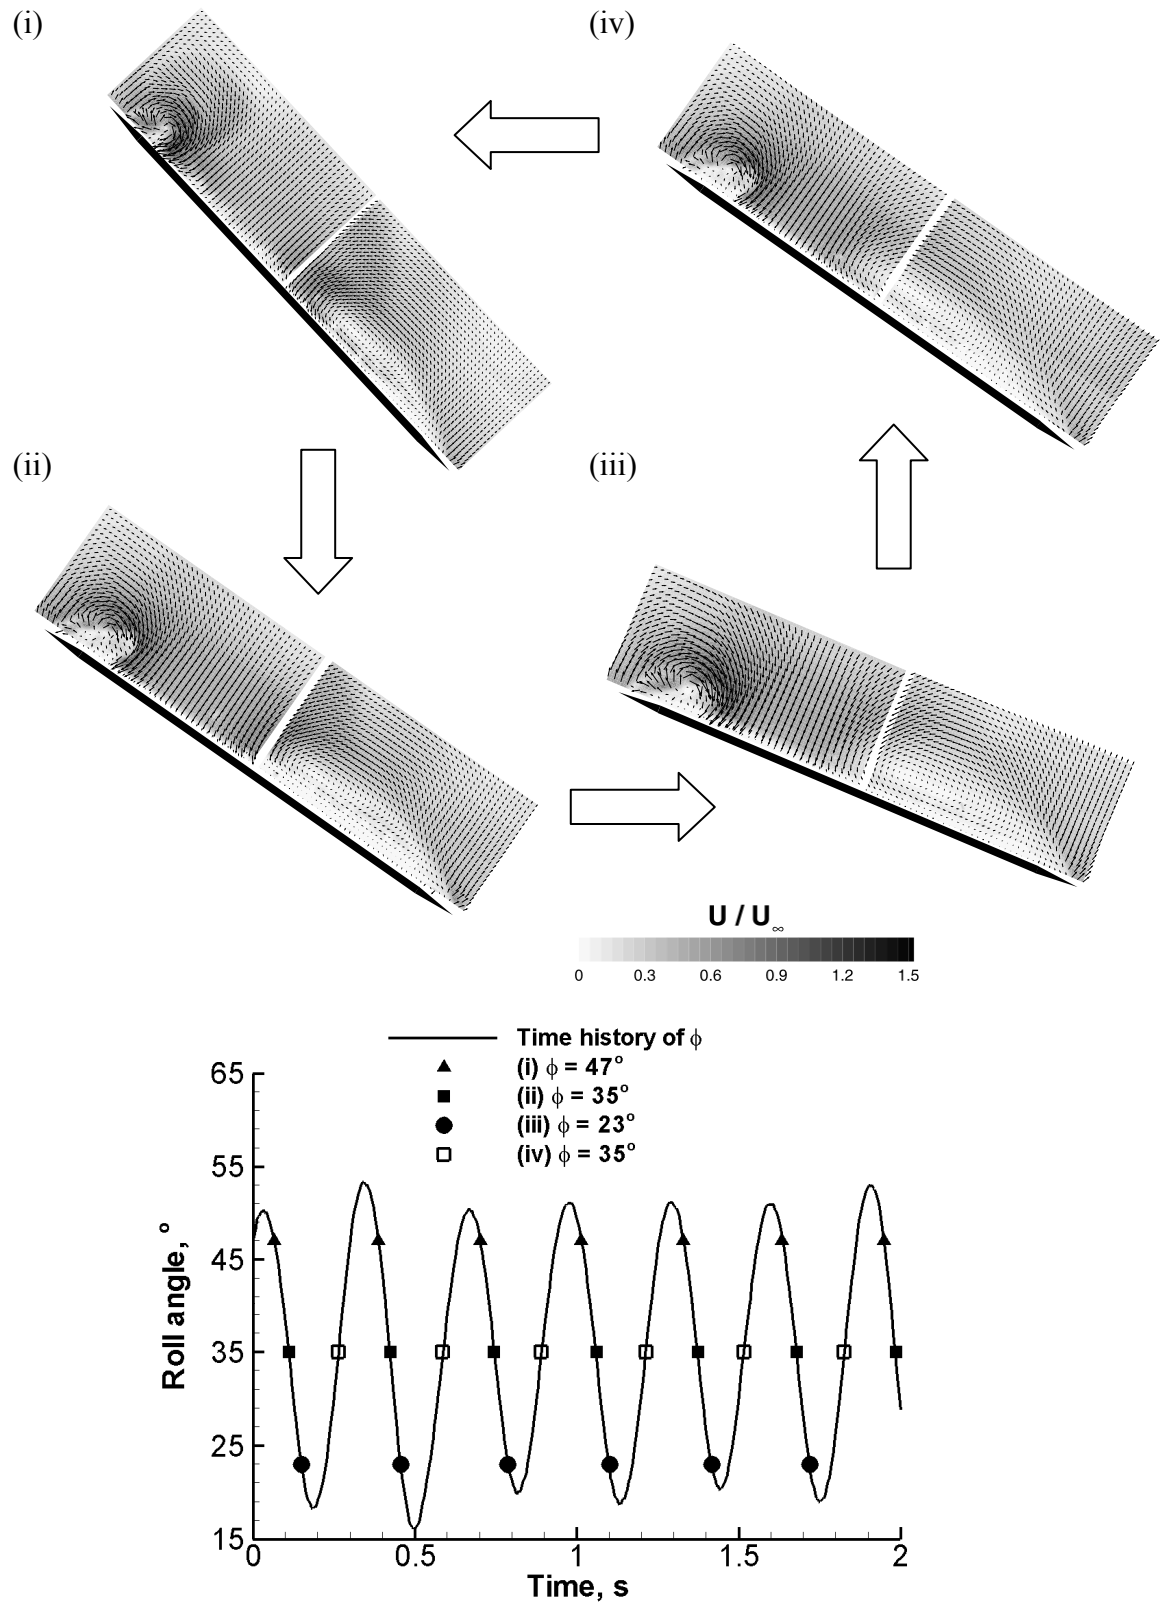 (i)
(iv)
(ii)
(iii)
U / U∞
0 0.3 0.6 0.9 1.2 1.5
Time history of ϕ
(i) ϕ = 47°
(ii) ϕ = 35°
(iii) ϕ = 23°
(iv) ϕ = 35°
Roll angle, °
65
55
45
35
25
15
0 0.5 1 1.5 2
Time, s